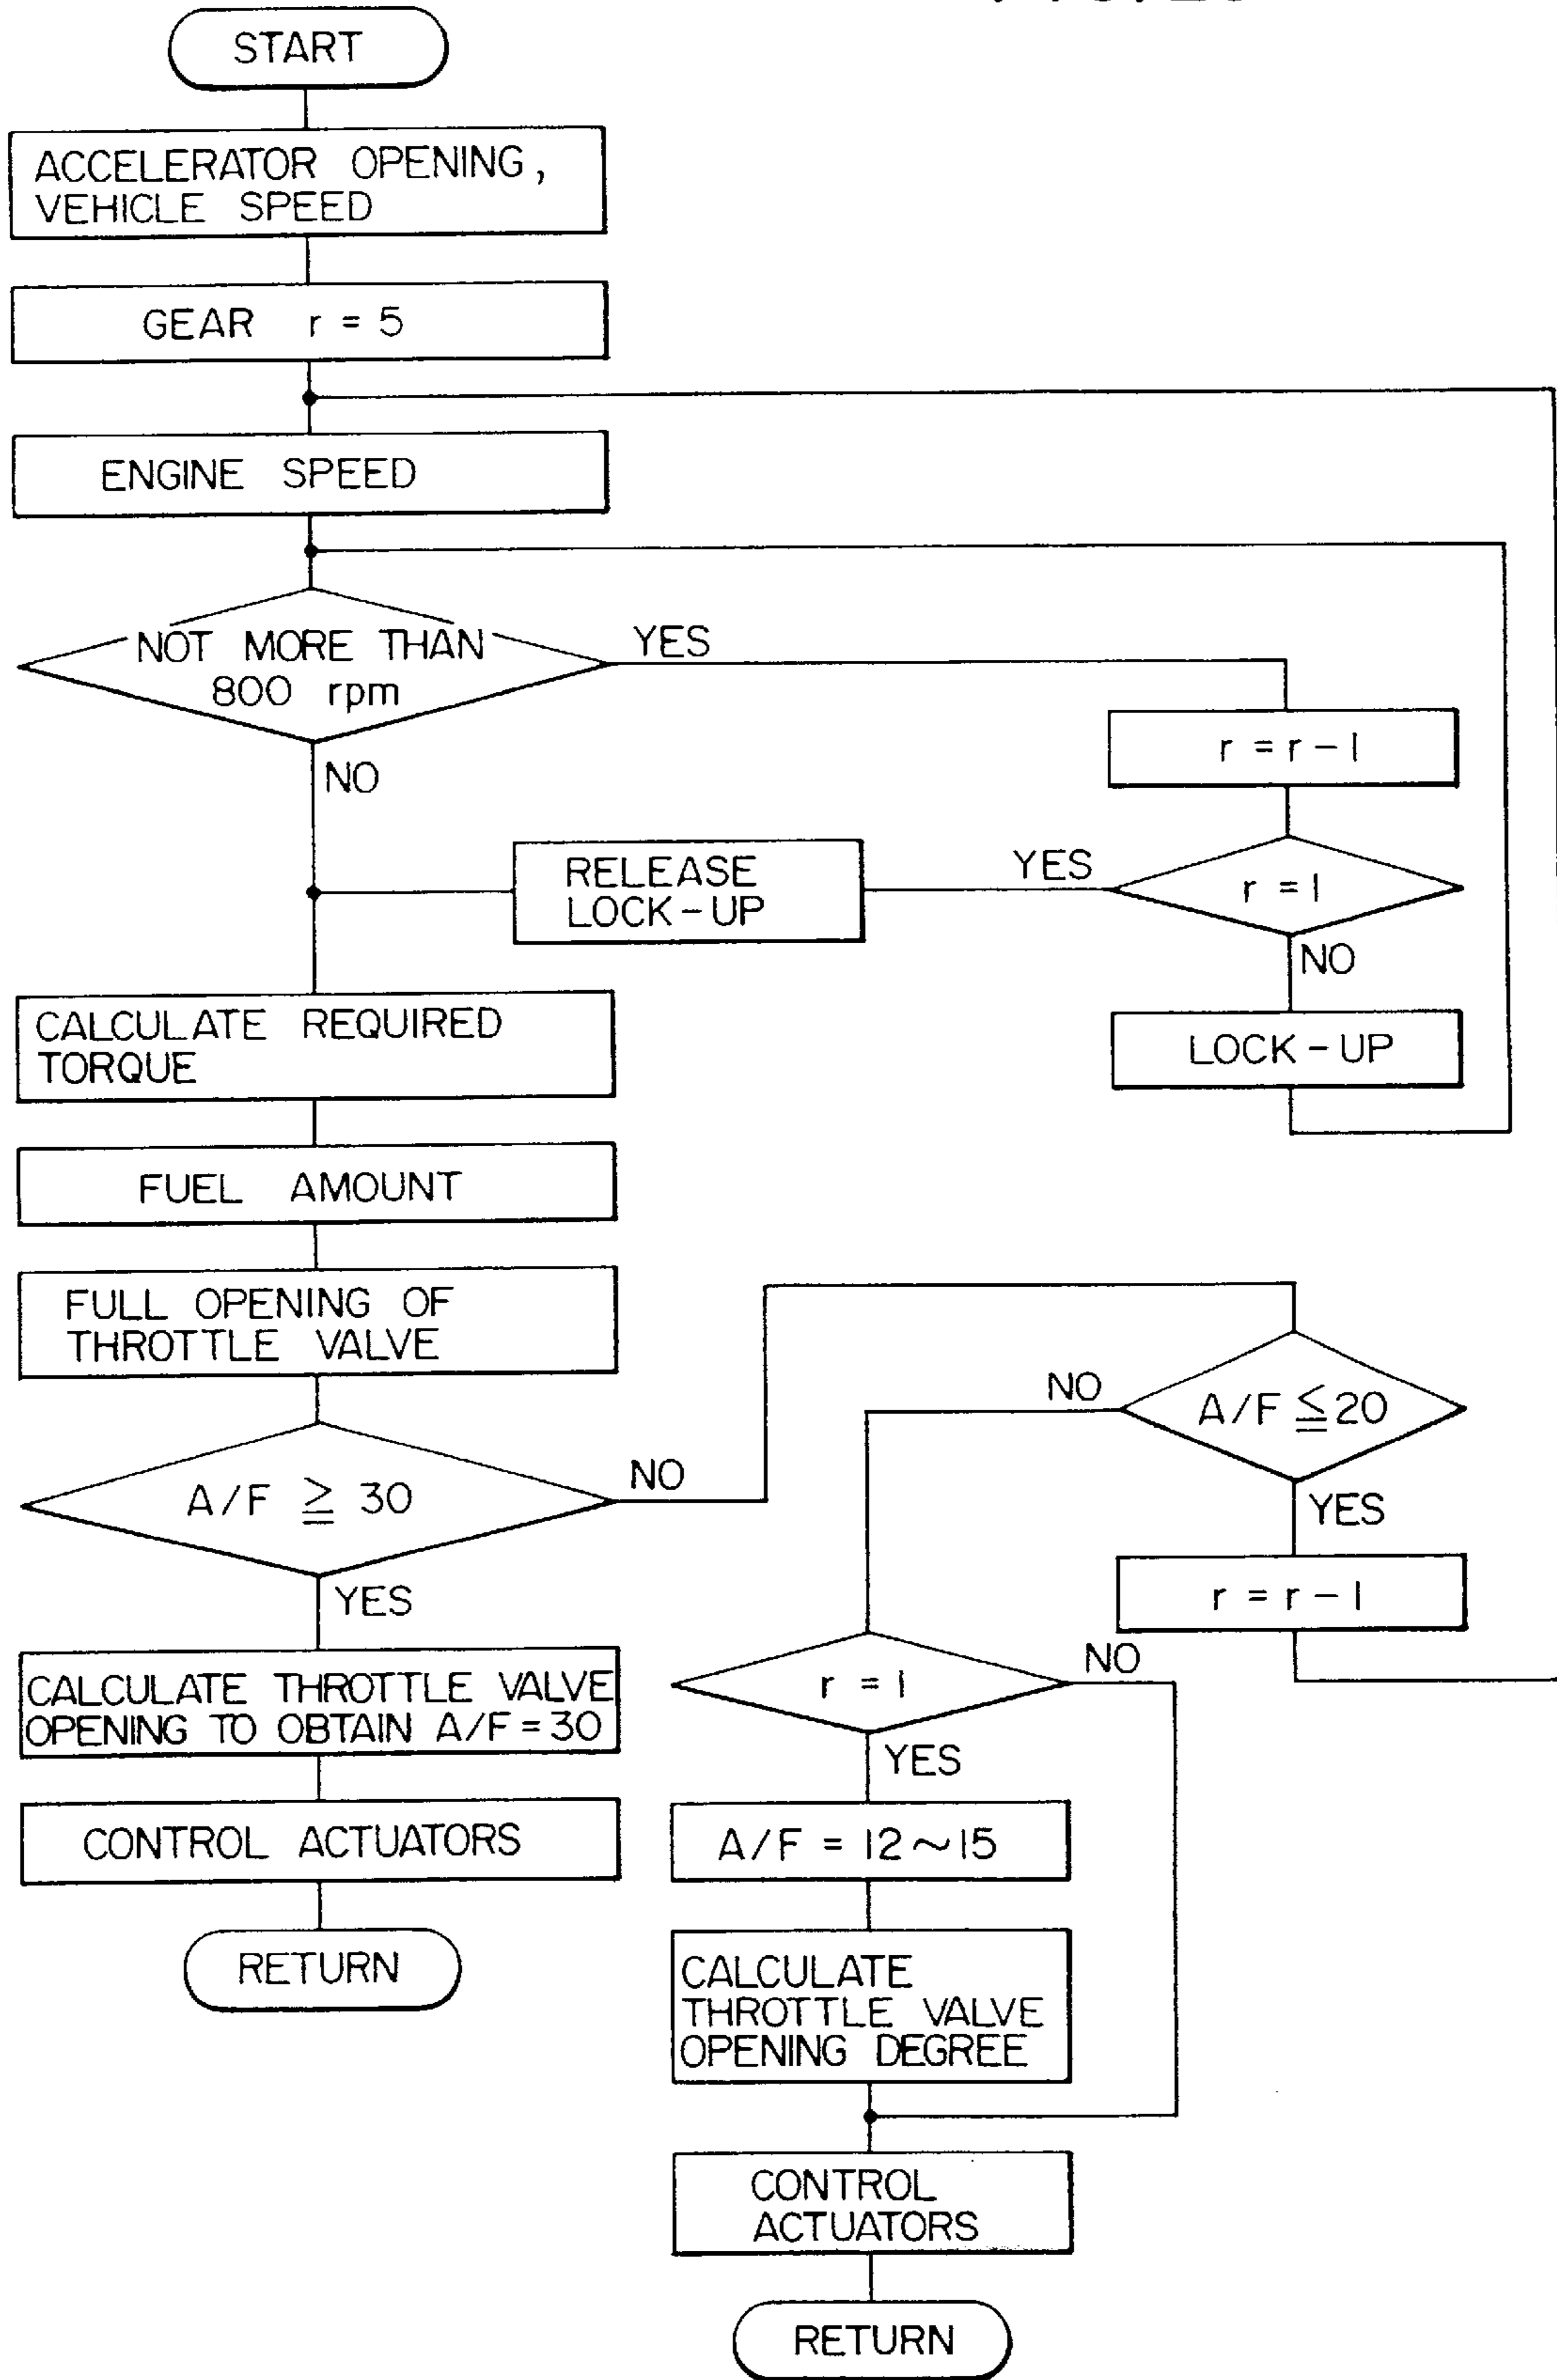 START
ACCELERATOR OPENING,
VEHICLE SPEED
GEAR r = 5
ENGINE SPEED
NOT MORE THAN
800 rpm
YES
NO
r = r - 1
r = 1
YES
NO
RELEASE
LOCK-UP
LOCK-UP
CALCULATE REQUIRED
TORQUE
FUEL AMOUNT
FULL OPENING OF
THROTTLE VALVE
A/F ≧ 30
NO
YES
A/F ≦ 20
NO
YES
r = r - 1
CALCULATE THROTTLE VALVE
OPENING TO OBTAIN A/F = 30
CONTROL ACTUATORS
RETURN
r = 1
NO
YES
A/F = 12~15
CALCULATE
THROTTLE VALVE
OPENING DEGREE
CONTROL
ACTUATORS
RETURN